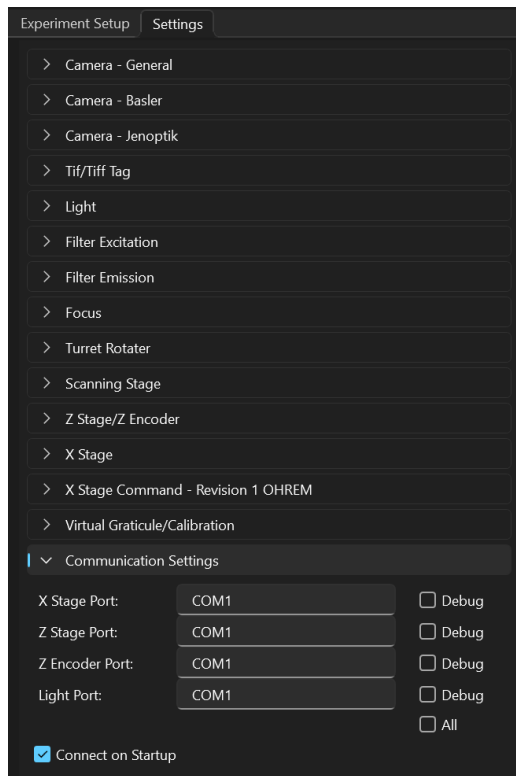 Experiment Setup Settings
Camera - General
Camera - Basler
Camera - Jenoptik
Tif/Tiff Tag
Light
Filter Excitation
Filter Emission
Focus
Turret Rotater
Scanning Stage
Z Stage/Z Encoder
X Stage
X Stage Command - Revision 1 OHREM
Virtual Graticule/Calibration
Communication Settings
X Stage Port: COM1 Debug
Z Stage Port: COM1 Debug
Z Encoder Port: COM1 Debug
Light Port: COM1 Debug
All
Connect on Startup